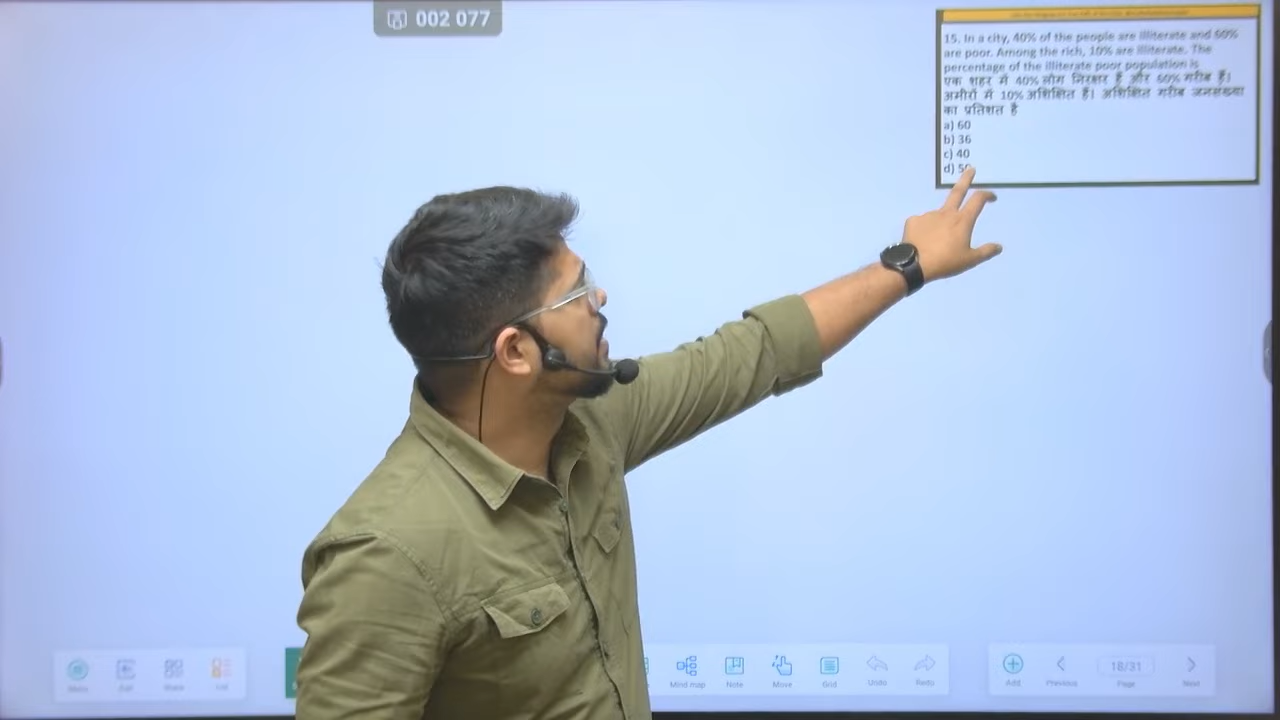 002 077
15. In a city, 40% of the people are illiterate and 60%
are poor. Among the rich, 10% are illiterate. The
percentage of the illiterate poor population is
एक शहर में 40% लोग निरक्षर हैं और 60% गरीब हैं।
अमीरों में 10% अशिक्षित हैं। अशिक्षित गरीब जनसंख्या
का प्रतिशत है
a) 60
b) 36
c) 40
d)
Menu
Mind map
Note
Move
Grid
Undo
Redo
Add
Previous
18/31
Page
Next